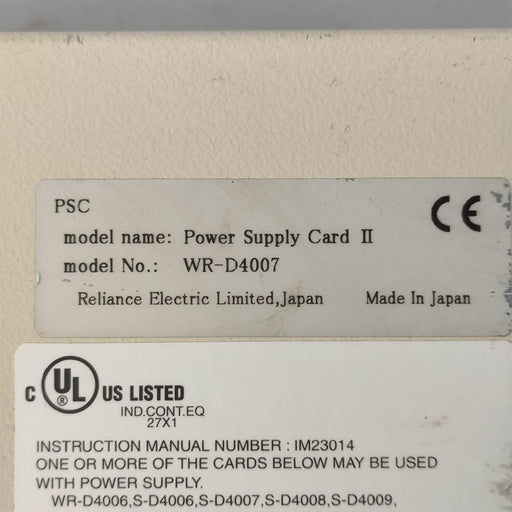 PSC
CE
model name: Power Supply Card II
model No.: WR-D4007
Reliance Electric Limited,Japan Made In Japan
C UL ® US LISTED
IND.CONT.EQ
27X1
INSTRUCTION MANUAL NUMBER : IM23014
ONE OR MORE OF THE CARDS BELOW MAY BE USED
WITH POWER SUPPLY.
WR-D4006,S-D4006,S-D4007,S-D4008,S-D4009,